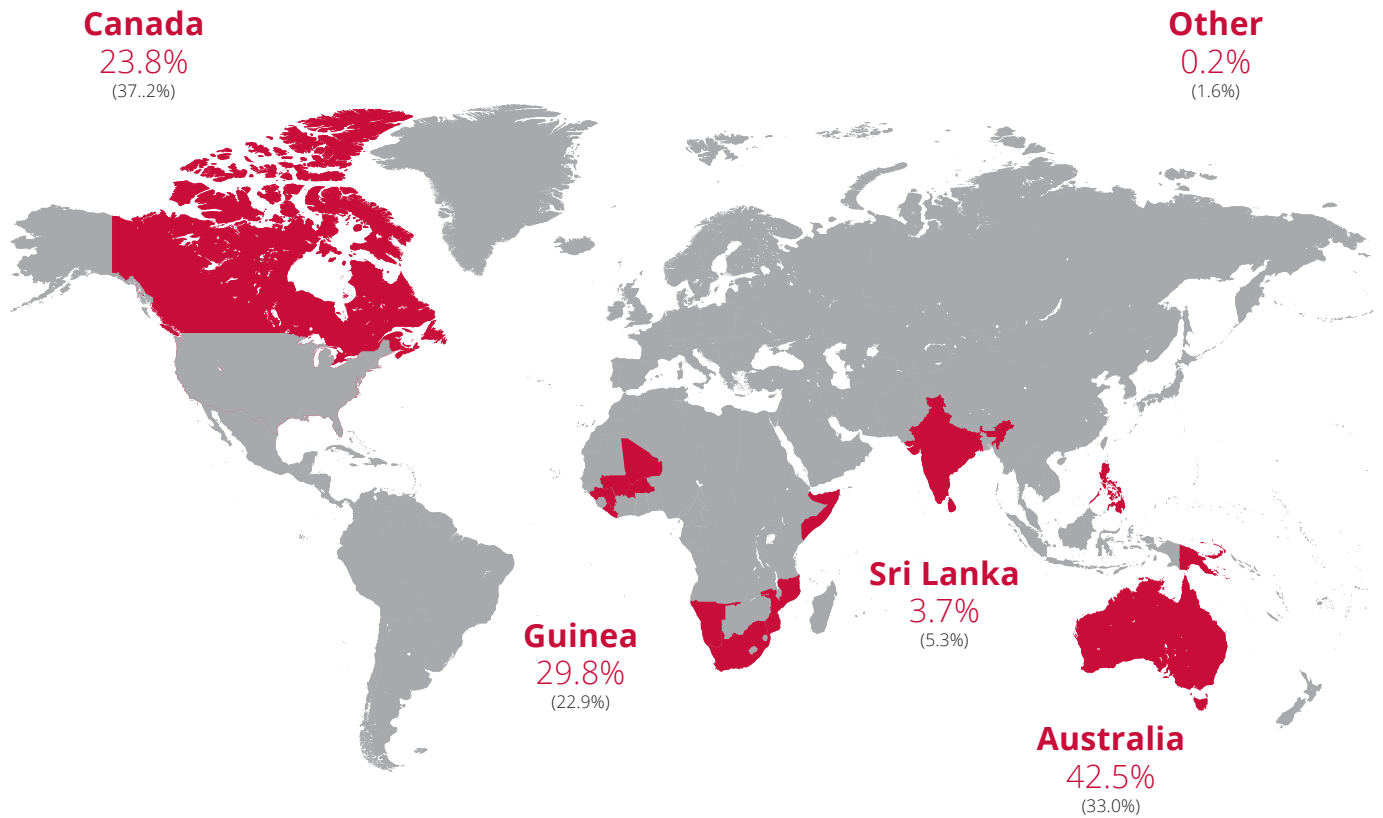 Canada
23.8%
(37..2%)
Other
0.2%
(1.6%)
Sri Lanka
3.7%
(5.3%)
Guinea
29.8%
(22.9%)
Australia
42.5%
(33.0%)